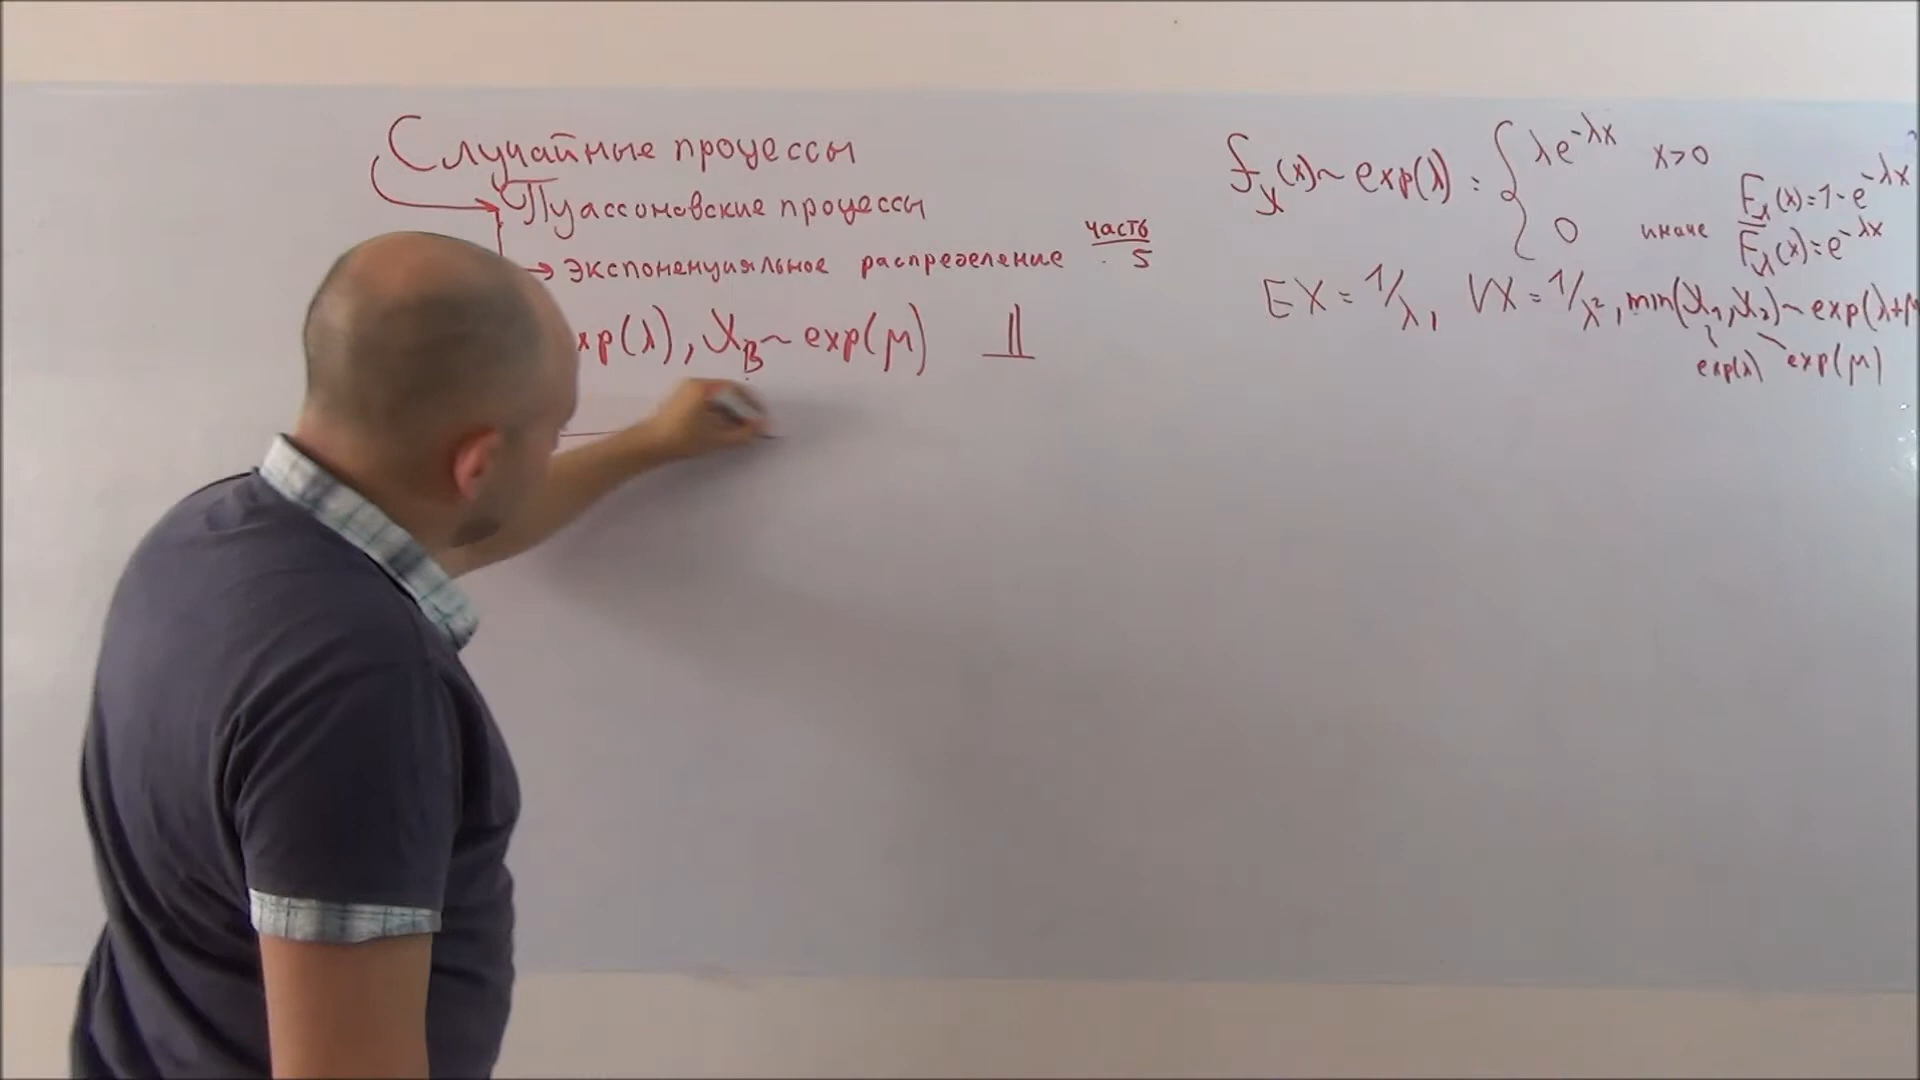 Случайные процессы
Пуассоновские процессы
→ экспоненциальное распределение часть 5
xp(λ), X_B ~ exp(μ) ⫫
f_X(x) ~ exp(λ) = { λe^{-λx} x>0
0 иначе
F_X(x) = 1 - e^{-λx}
F̅_X(x) = e^{-λx}
EX = 1/λ, VX = 1/λ², min(X₁, X₂) ~ exp(λ+μ
exp(λ) exp(μ)